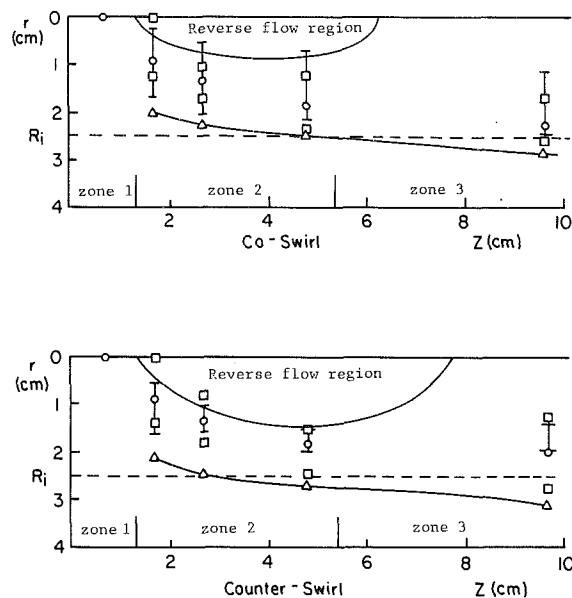 r
(cm)
0
1
2
R_i
3
4
Reverse flow region
zone 1
zone 2
zone 3
2
4
6
8
10
Co-Swirl
Z (cm)
r
(cm)
0
1
2
R_i
3
4
Reverse flow region
zone 1
zone 2
zone 3
2
4
6
8
10
Counter-Swirl
Z (cm)